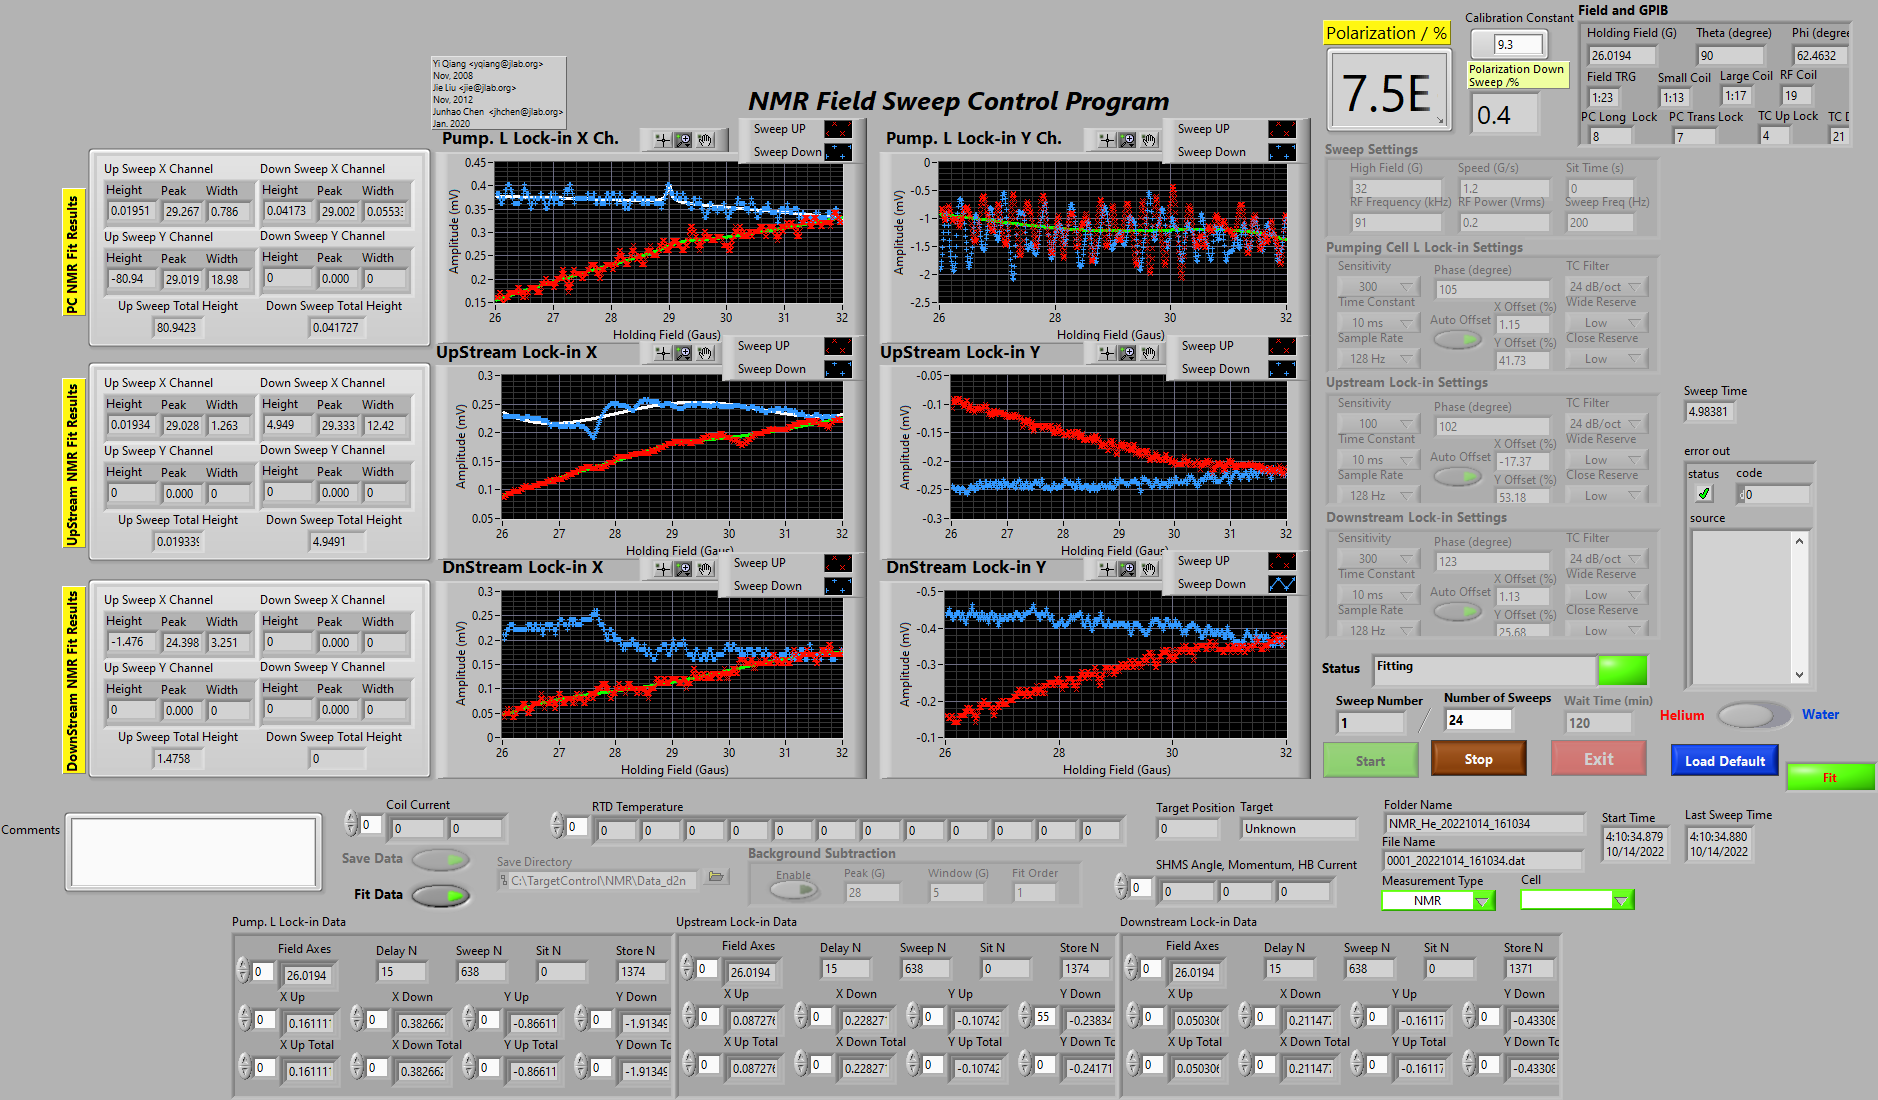 Yi Qiang <yqiang@jlab.org>
Nov, 2008
Jie Liu <jie@jlab.org>
Nov, 2012
Junhao Chen <jhchen@jlab.org>
Jan. 2020
NMR Field Sweep Control Program
Polarization / %
7.5E
Calibration Constant
9.3
Polarization Down
Sweep /%
0.4
Field and GPIB
Holding Field (G) Theta (degree) Phi (degree
26.0194 90 62.4632
Field TRG Small Coil Large Coil RF Coil
1:23 1:13 1:17 19
PC Long Lock PC Trans Lock TC Up Lock TC D
8 7 4 21
PC NMR Fit Results
Up Sweep X Channel Down Sweep X Channel
Height Peak Width Height Peak Width
0.01951 29.267 0.786 0.04173 29.002 0.0553
Up Sweep Y Channel Down Sweep Y Channel
Height Peak Width Height Peak Width
-80.94 29.019 18.98 0 0.000 0
Up Sweep Total Height Down Sweep Total Height
80.9423 0.041727
UpStream NMR Fit Results
Up Sweep X Channel Down Sweep X Channel
Height Peak Width Height Peak Width
0.01934 29.028 1.263 4.949 29.333 12.42
Up Sweep Y Channel Down Sweep Y Channel
Height Peak Width Height Peak Width
0 0.000 0 0 0.000 0
Up Sweep Total Height Down Sweep Total Height
0.01933 4.9491
DownStream NMR Fit Results
Up Sweep X Channel Down Sweep X Channel
Height Peak Width Height Peak Width
-1.476 24.398 3.251 0 0.000 0
Up Sweep Y Channel Down Sweep Y Channel
Height Peak Width Height Peak Width
0 0.000 0 0 0.000 0
Up Sweep Total Height Down Sweep Total Height
1.4758 0
Pump. L Lock-in X Ch.
Sweep UP
Sweep Down
Amplitude (mV)
0.45
0.4
0.35
0.3
0.25
0.2
0.15
26 27 28 29 30 31 32
Holding Field (Gaus)
Pump. L Lock-in Y Ch.
Sweep UP
Sweep Down
Amplitude (mV)
0
-0.5
-1
-1.5
-2
-2.5
26 28 30 32
Holding Field (Gaus)
UpStream Lock-in X
Sweep UP
Sweep Down
Amplitude (mV)
0.3
0.25
0.2
0.15
0.1
0.05
26 27 28 29 30 31 32
Holding Field (Gaus)
UpStream Lock-in Y
Sweep UP
Sweep Down
Amplitude (mV)
-0.05
-0.1
-0.15
-0.2
-0.25
-0.3
26 27 28 29 30 31 32
Holding Field (Gaus)
DnStream Lock-in X
Sweep UP
Sweep Down
Amplitude (mV)
0.3
0.25
0.2
0.15
0.1
0.05
0
26 27 28 29 30 31 32
Holding Field (Gaus)
DnStream Lock-in Y
Sweep UP
Sweep Down
Amplitude (mV)
-0.5
-0.4
-0.3
-0.2
-0.1
26 28 30 32
Holding Field (Gaus)
Sweep Settings
High Field (G) Speed (G/s) Sit Time (s)
32 1.2 0
RF Frequency (kHz) RF Power (Vrms) Sweep Freq (Hz)
91 0.2 200
Pumping Cell L Lock-in Settings
Sensitivity Phase (degree) TC Filter
300 105 24 dB/oct
Time Constant X Offset (%) Wide Reserve
10 ms Auto Offset 1.15 Low
Sample Rate Y Offset (%) Close Reserve
128 Hz 41.73 Low
Upstream Lock-in Settings
Sensitivity Phase (degree) TC Filter
100 102 24 dB/oct
Time Constant X Offset (%) Wide Reserve
10 ms Auto Offset -17.37 Low
Sample Rate Y Offset (%) Close Reserve
128 Hz 53.18 Low
Downstream Lock-in Settings
Sensitivity Phase (degree) TC Filter
300 123 24 dB/oct
Time Constant X Offset (%) Wide Reserve
10 ms Auto Offset 1.13 Low
Sample Rate Y Offset (%) Close Reserve
128 Hz 25.68 Low
Sweep Time
4.98381
error out
status code
0
source
Status Fitting
Sweep Number Number of Sweeps Wait Time (min)
1 / 24 120
Helium Water
Start Stop Exit Load Default Fit
Comments
Coil Current
0 0 0
Save Data
Fit Data
RTD Temperature
0 0 0 0 0 0 0 0 0 0 0 0 0
Save Directory
C:\TargetControl\NMR\Data_d2n
Background Subtraction
Enable Peak (G) Window (G) Fit Order
28 5 1
Target Position Target
0 Unknown
SHMS Angle, Momentum, HB Current
0 0 0 0
Folder Name
NMR_He_20221014_161034
File Name
0001_20221014_161034.dat
Measurement Type Cell
NMR
Start Time Last Sweep Time
4:10:34.879 4:10:34.880
10/14/2022 10/14/2022
Pump. L Lock-in Data
Field Axes Delay N Sweep N Sit N Store N
0 26.0194 15 638 0 1374
X Up X Down Y Up Y Down
0 0.16111 0 0.382662 0 -0.86611 0 -1.91349
X Up Total X Down Total Y Up Total Y Down To
0 0.16111 0 0.382662 0 -0.86611 0 -1.91349
Upstream Lock-in Data
Field Axes Delay N Sweep N Sit N Store N
0 26.0194 15 638 0 1374
X Up X Down Y Up Y Down
0 0.087276 0 0.22827 0 -0.10742 55 -0.23834
X Up Total X Down Total Y Up Total Y Down To
0 0.087276 0 0.22827 0 -0.10742 0 -0.24171
Downstream Lock-in Data
Field Axes Delay N Sweep N Sit N Store N
0 26.0194 15 638 0 1371
X Up X Down Y Up Y Down
0 0.050306 0 0.211477 0 -0.16117 0 -0.43308
X Up Total X Down Total Y Up Total Y Down To
0 0.050306 0 0.211477 0 -0.16117 0 -0.43308